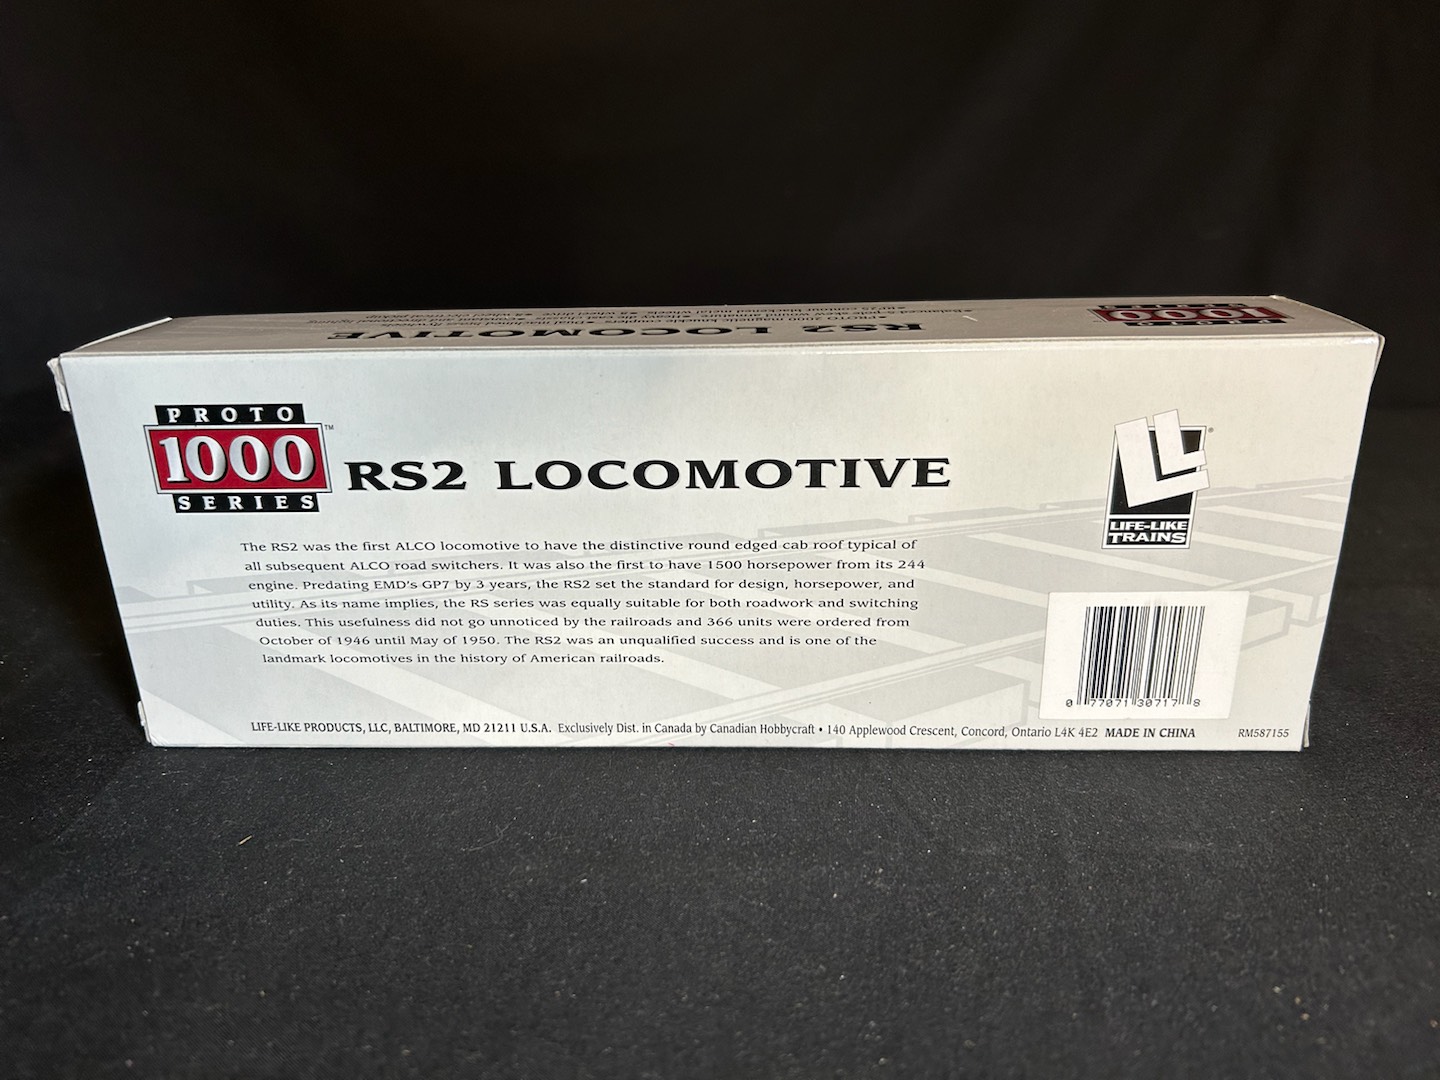 RS2 LOCOMOTIVE
PROTO
1000
SERIES
PROTO
1000
SERIES
™
RS2 LOCOMOTIVE
LIFE-LIKE
TRAINS
®
The RS2 was the first ALCO locomotive to have the distinctive round edged cab roof typical of
all subsequent ALCO road switchers. It was also the first to have 1500 horsepower from its 244
engine. Predating EMD's GP7 by 3 years, the RS2 set the standard for design, horsepower, and
utility. As its name implies, the RS series was equally suitable for both roadwork and switching
duties. This usefulness did not go unnoticed by the railroads and 366 units were ordered from
October of 1946 until May of 1950. The RS2 was an unqualified success and is one of the
landmark locomotives in the history of American railroads.
0 77071 30717 8
LIFE-LIKE PRODUCTS, LLC, BALTIMORE, MD 21211 U.S.A. Exclusively Dist. in Canada by Canadian Hobbycraft • 140 Applewood Crescent, Concord, Ontario L4K 4E2 MADE IN CHINA
RM587155